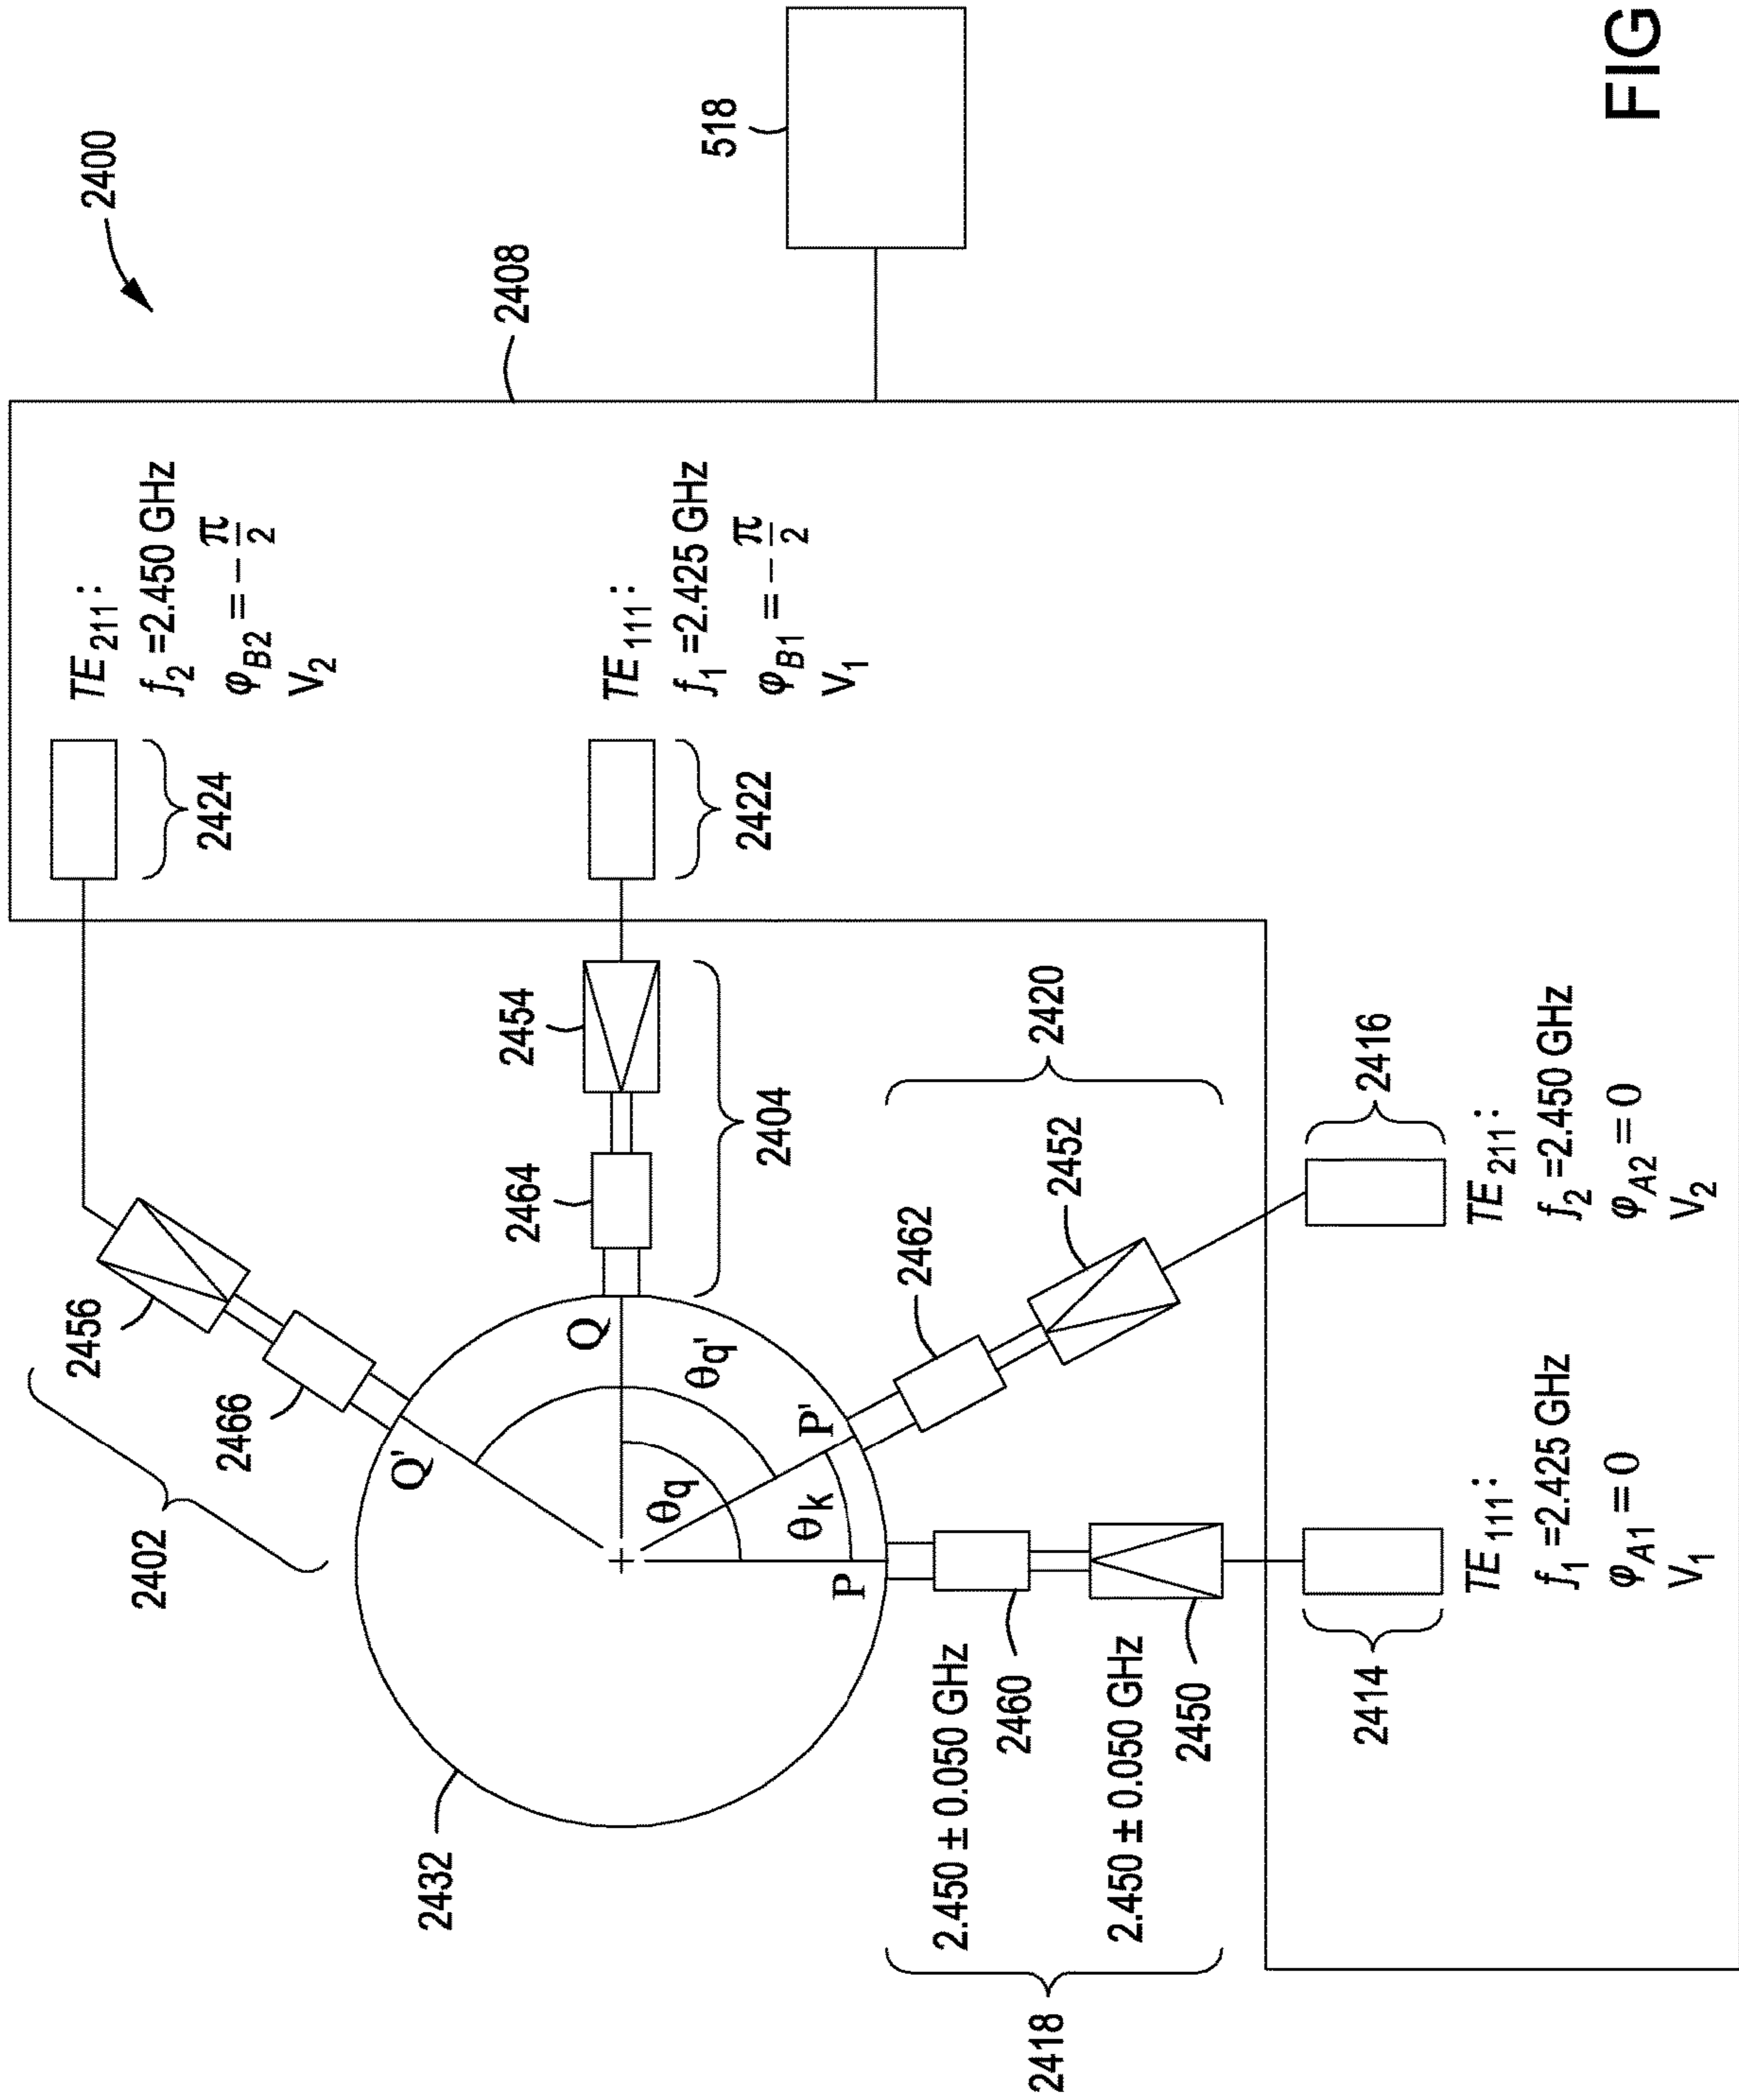 2400
2408
518
TE211:
f2 =2.450 GHz
φB2 = − π/2
V2
2424
TE111:
f1 =2.425 GHz
φB1 = − π/2
V1
2422
2456
2466
2402
Q'
Q
2454
2464
2404
θq'
θq
θk
P'
P
2432
2462
2452
2420
2416
TE211:
f2 =2.450 GHz
φA2 = 0
V2
2.450 ± 0.050 GHz
2460
2.450 ± 0.050 GHz
2450
2418
2414
TE111:
f1 =2.425 GHz
φA1 = 0
V1
FIG